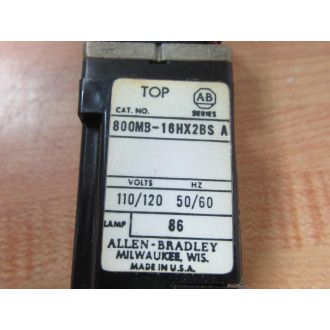 TOP
AB
CAT. NO. SERIES
800MB-16HX2BS A
VOLTS HZ
110/120 50/60
LAMP 86
ALLEN-BRADLEY
MILWAUKEE, WIS.
MADE IN U.S.A.